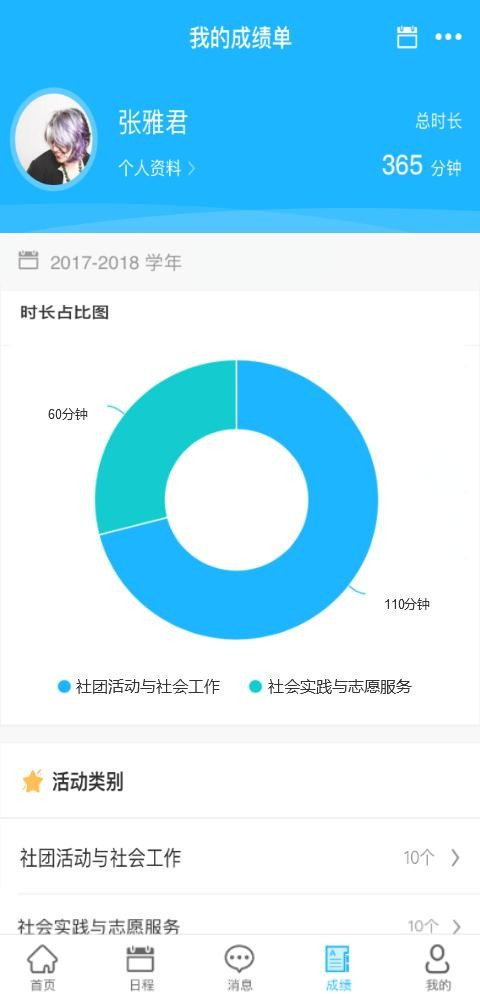 我的成绩单
张雅君
总时长
个人资料
365 分钟
2017-2018 学年
时长占比图
60分钟
110分钟
社团活动与社会工作 社会实践与志愿服务
活动类别
社团活动与社会工作 10个
社会实践与志愿服务 10个
首页 日程 消息 成绩 我的